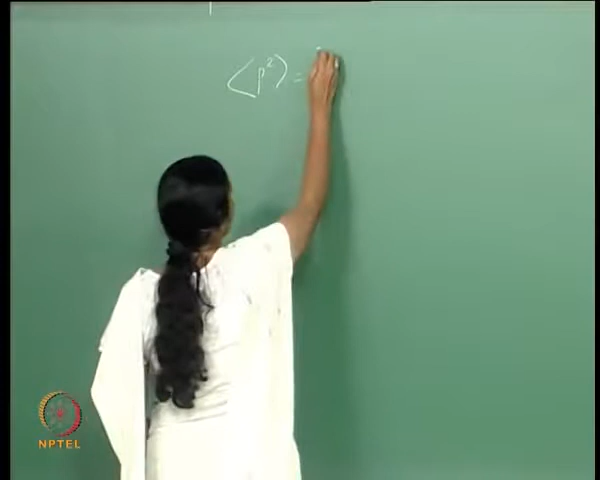 ⟨p²⟩ =
NPTEL